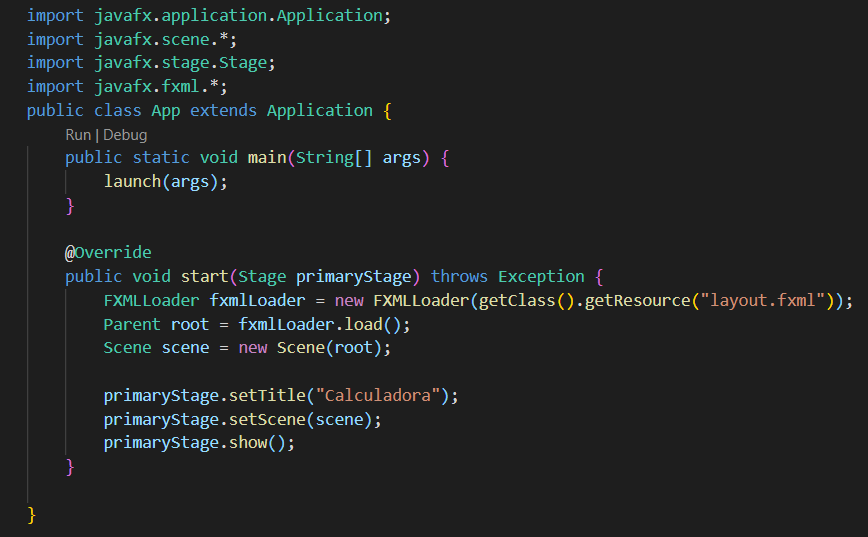 import javafx.application.Application;
import javafx.scene.*;
import javafx.stage.Stage;
import javafx.fxml.*;
public class App extends Application {
Run | Debug
public static void main(String[] args) {
launch(args);
}
@Override
public void start(Stage primaryStage) throws Exception {
FXMLLoader fxmlLoader = new FXMLLoader(getClass().getResource("layout.fxml"));
Parent root = fxmlLoader.load();
Scene scene = new Scene(root);
primaryStage.setTitle("Calculadora");
primaryStage.setScene(scene);
primaryStage.show();
}
}